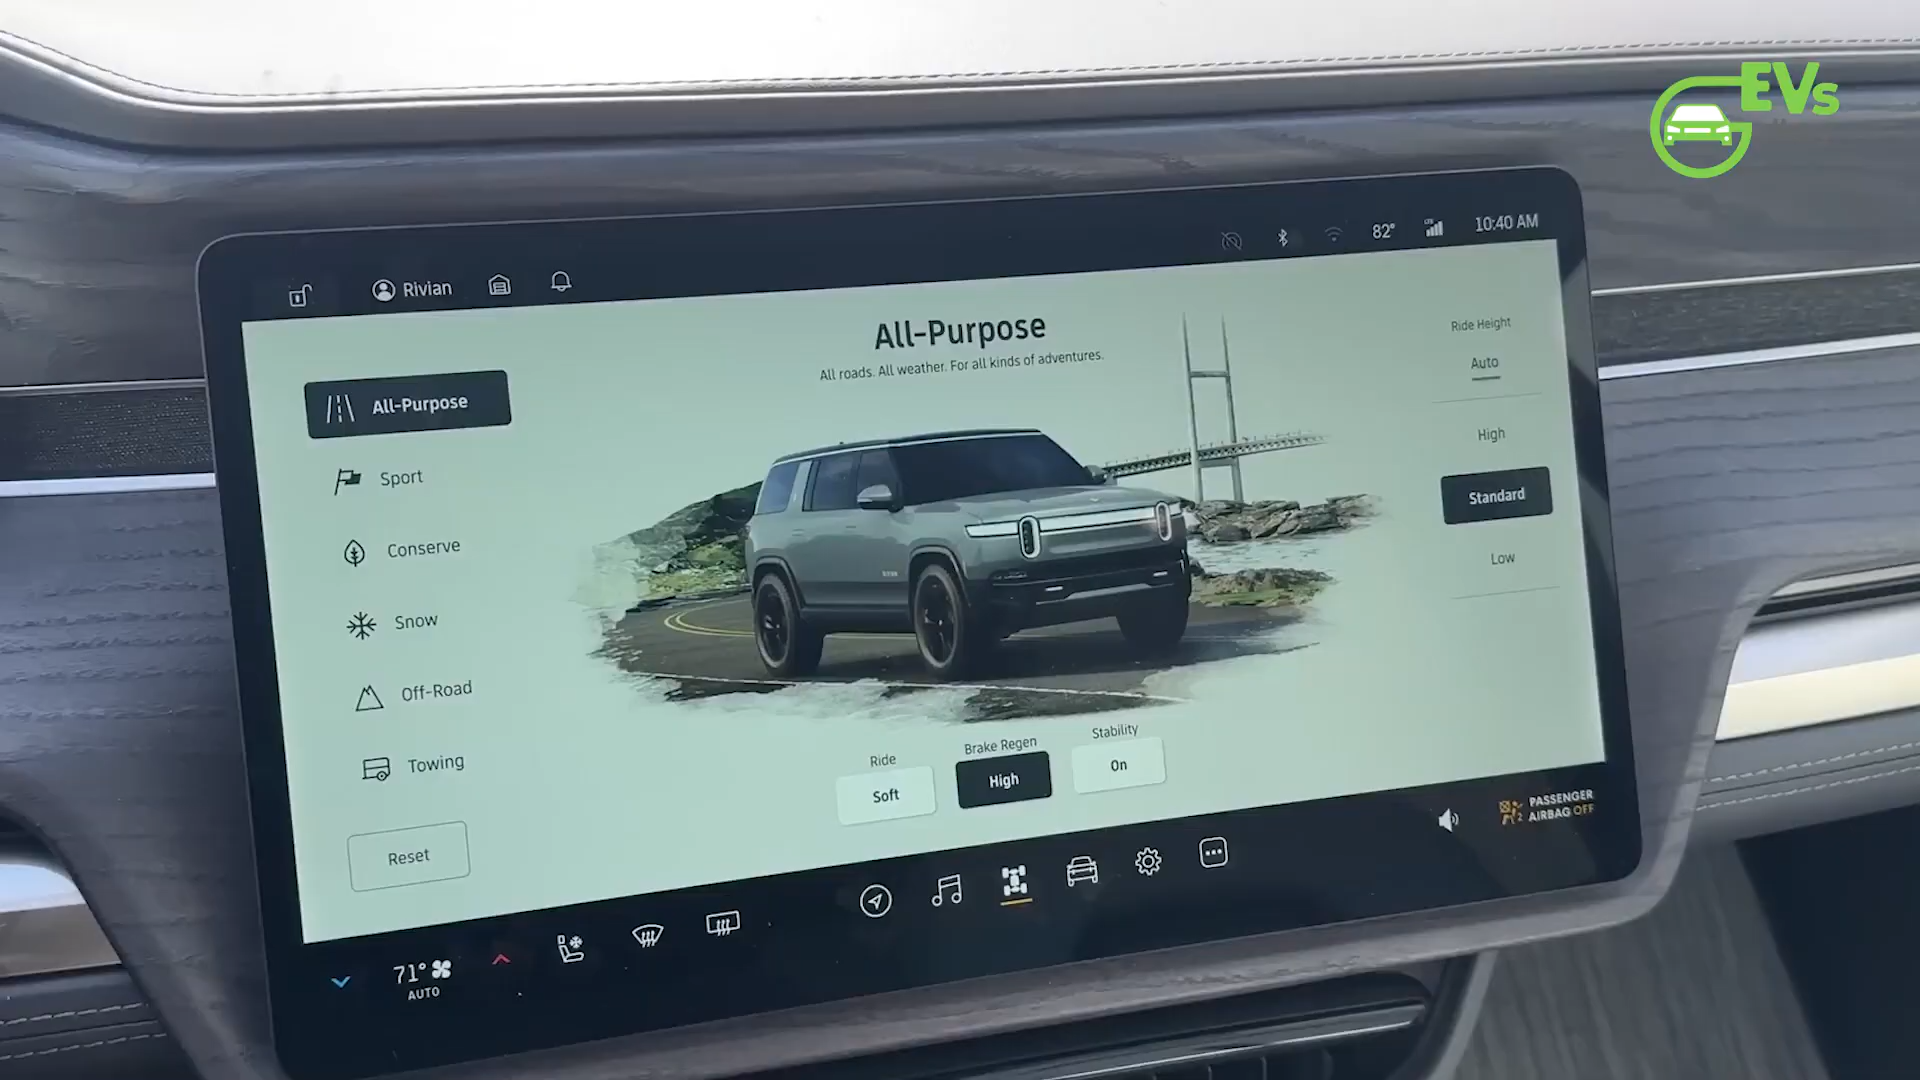 EVs
Rivian
82°
LTE
10:40 AM
All-Purpose
All roads. All weather. For all kinds of adventures.
All-Purpose
Sport
Conserve
Snow
Off-Road
Towing
Reset
Ride Height
Auto
High
Standard
Low
Ride
Soft
Brake Regen
High
Stability
On
71°
AUTO
PASSENGER
AIRBAG OFF
2